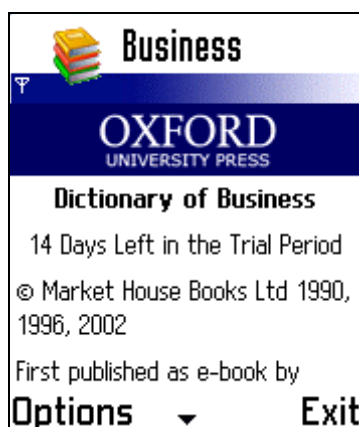 Business
OXFORD
UNIVERSITY PRESS
Dictionary of Business
14 Days Left in the Trial Period
© Market House Books Ltd 1990,
1996, 2002
First published as e-book by
Options Exit